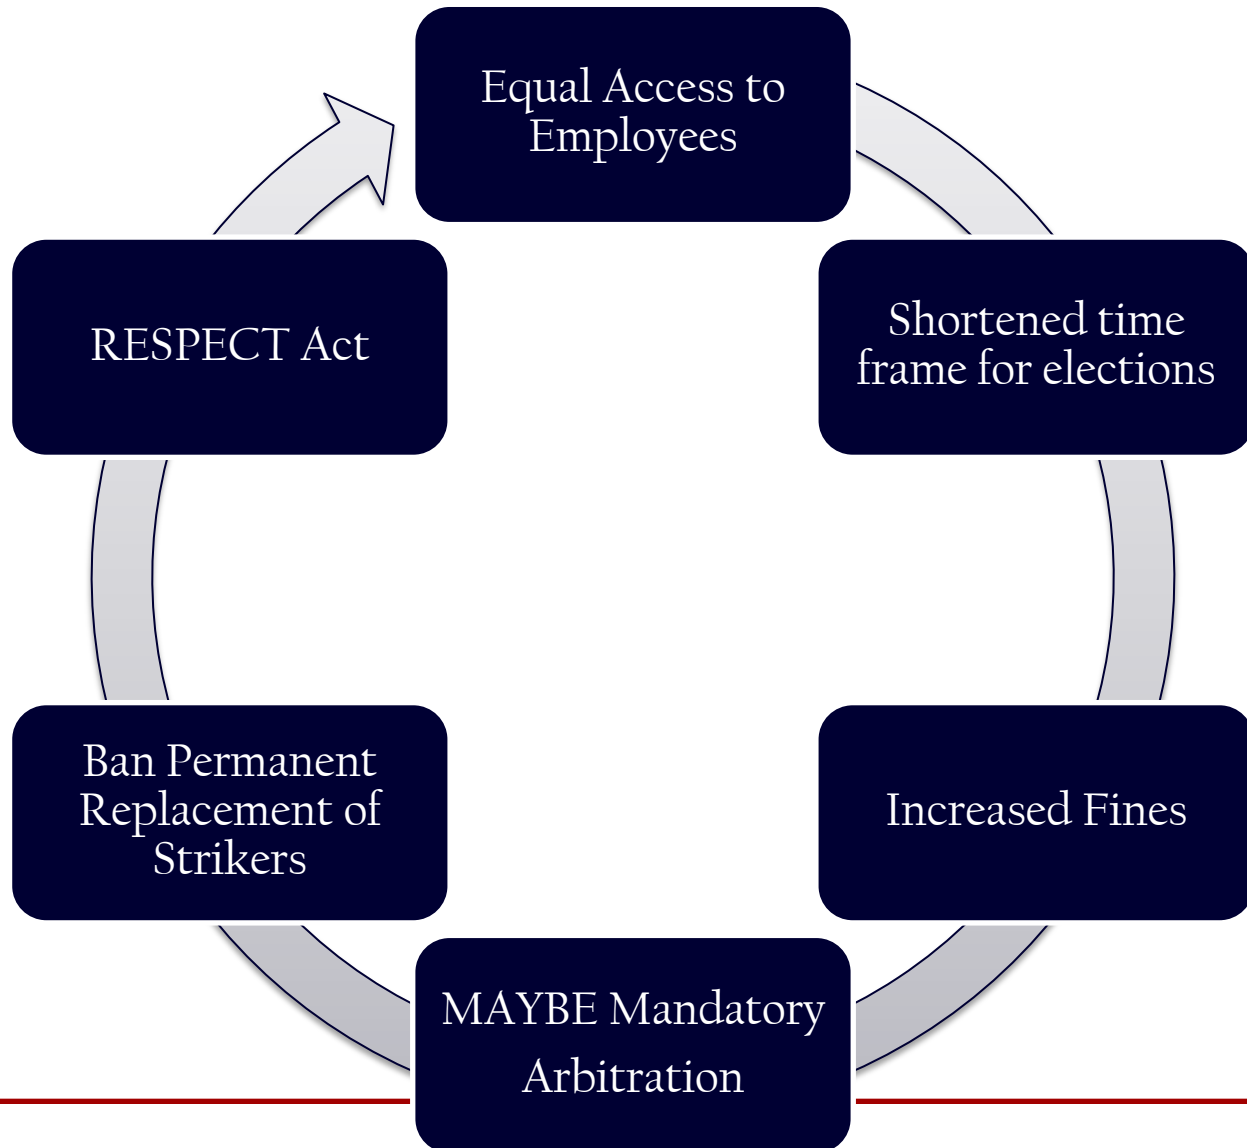 Equal Access to
Employees
Shortened time
frame for elections
Increased Fines
MAYBE Mandatory
Arbitration
Ban Permanent
Replacement of
Strikers
RESPECT Act